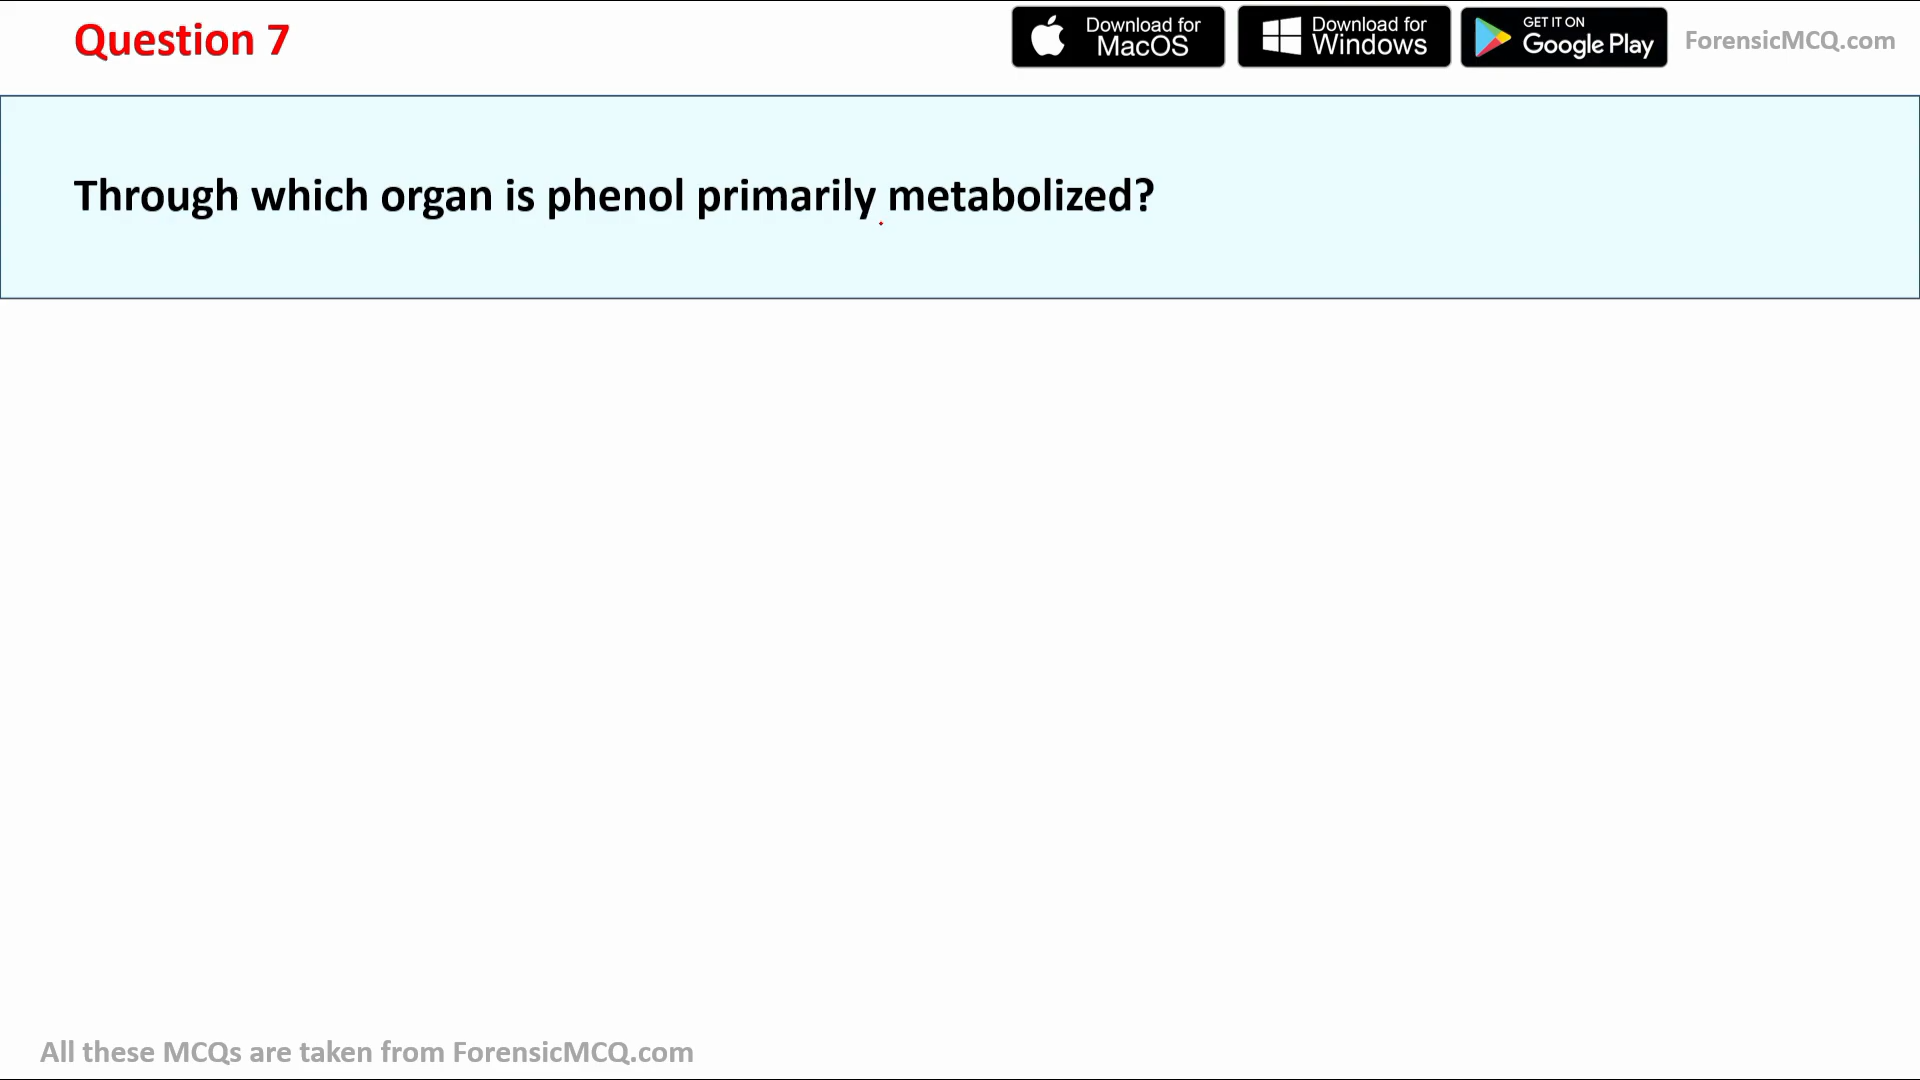 Question 7
Download for
MacOS
Download for
Windows
GET IT ON
Google Play
ForensicMCQ.com
Through which organ is phenol primarily metabolized?
All these MCQs are taken from ForensicMCQ.com